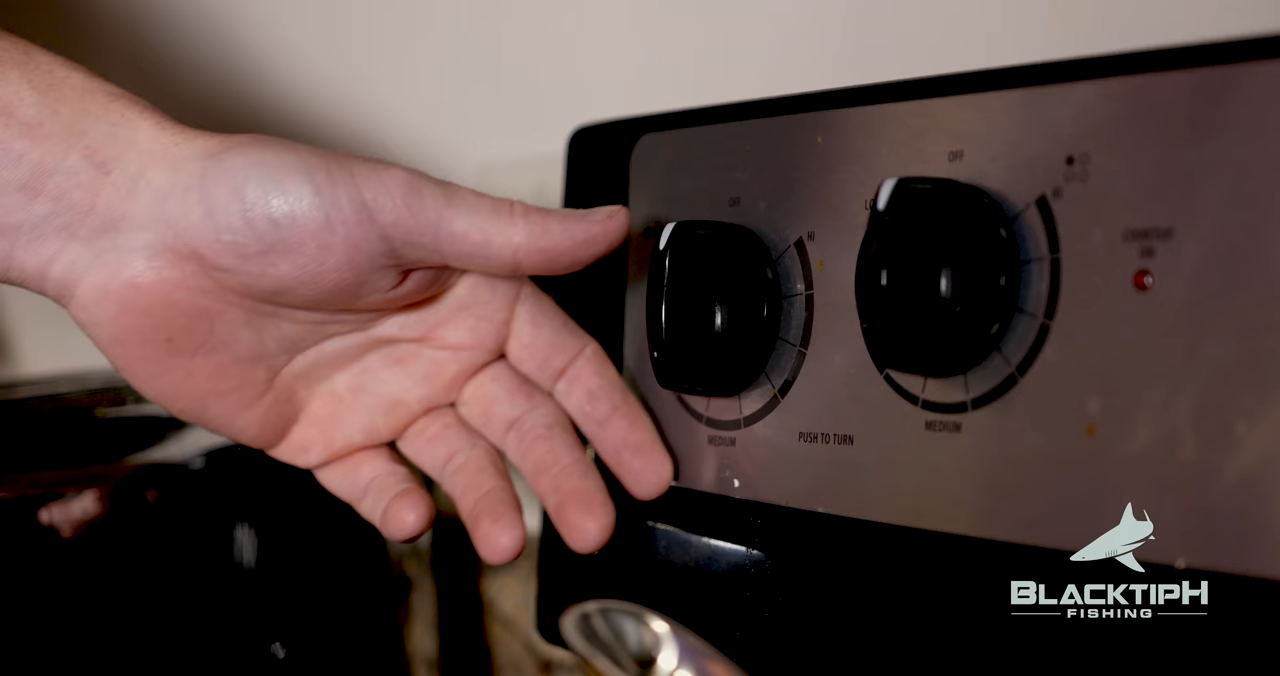 OFF
HI
MEDIUM
PUSH TO TURN
OFF
LO
HI
MEDIUM
BLACKTIPH
FISHING